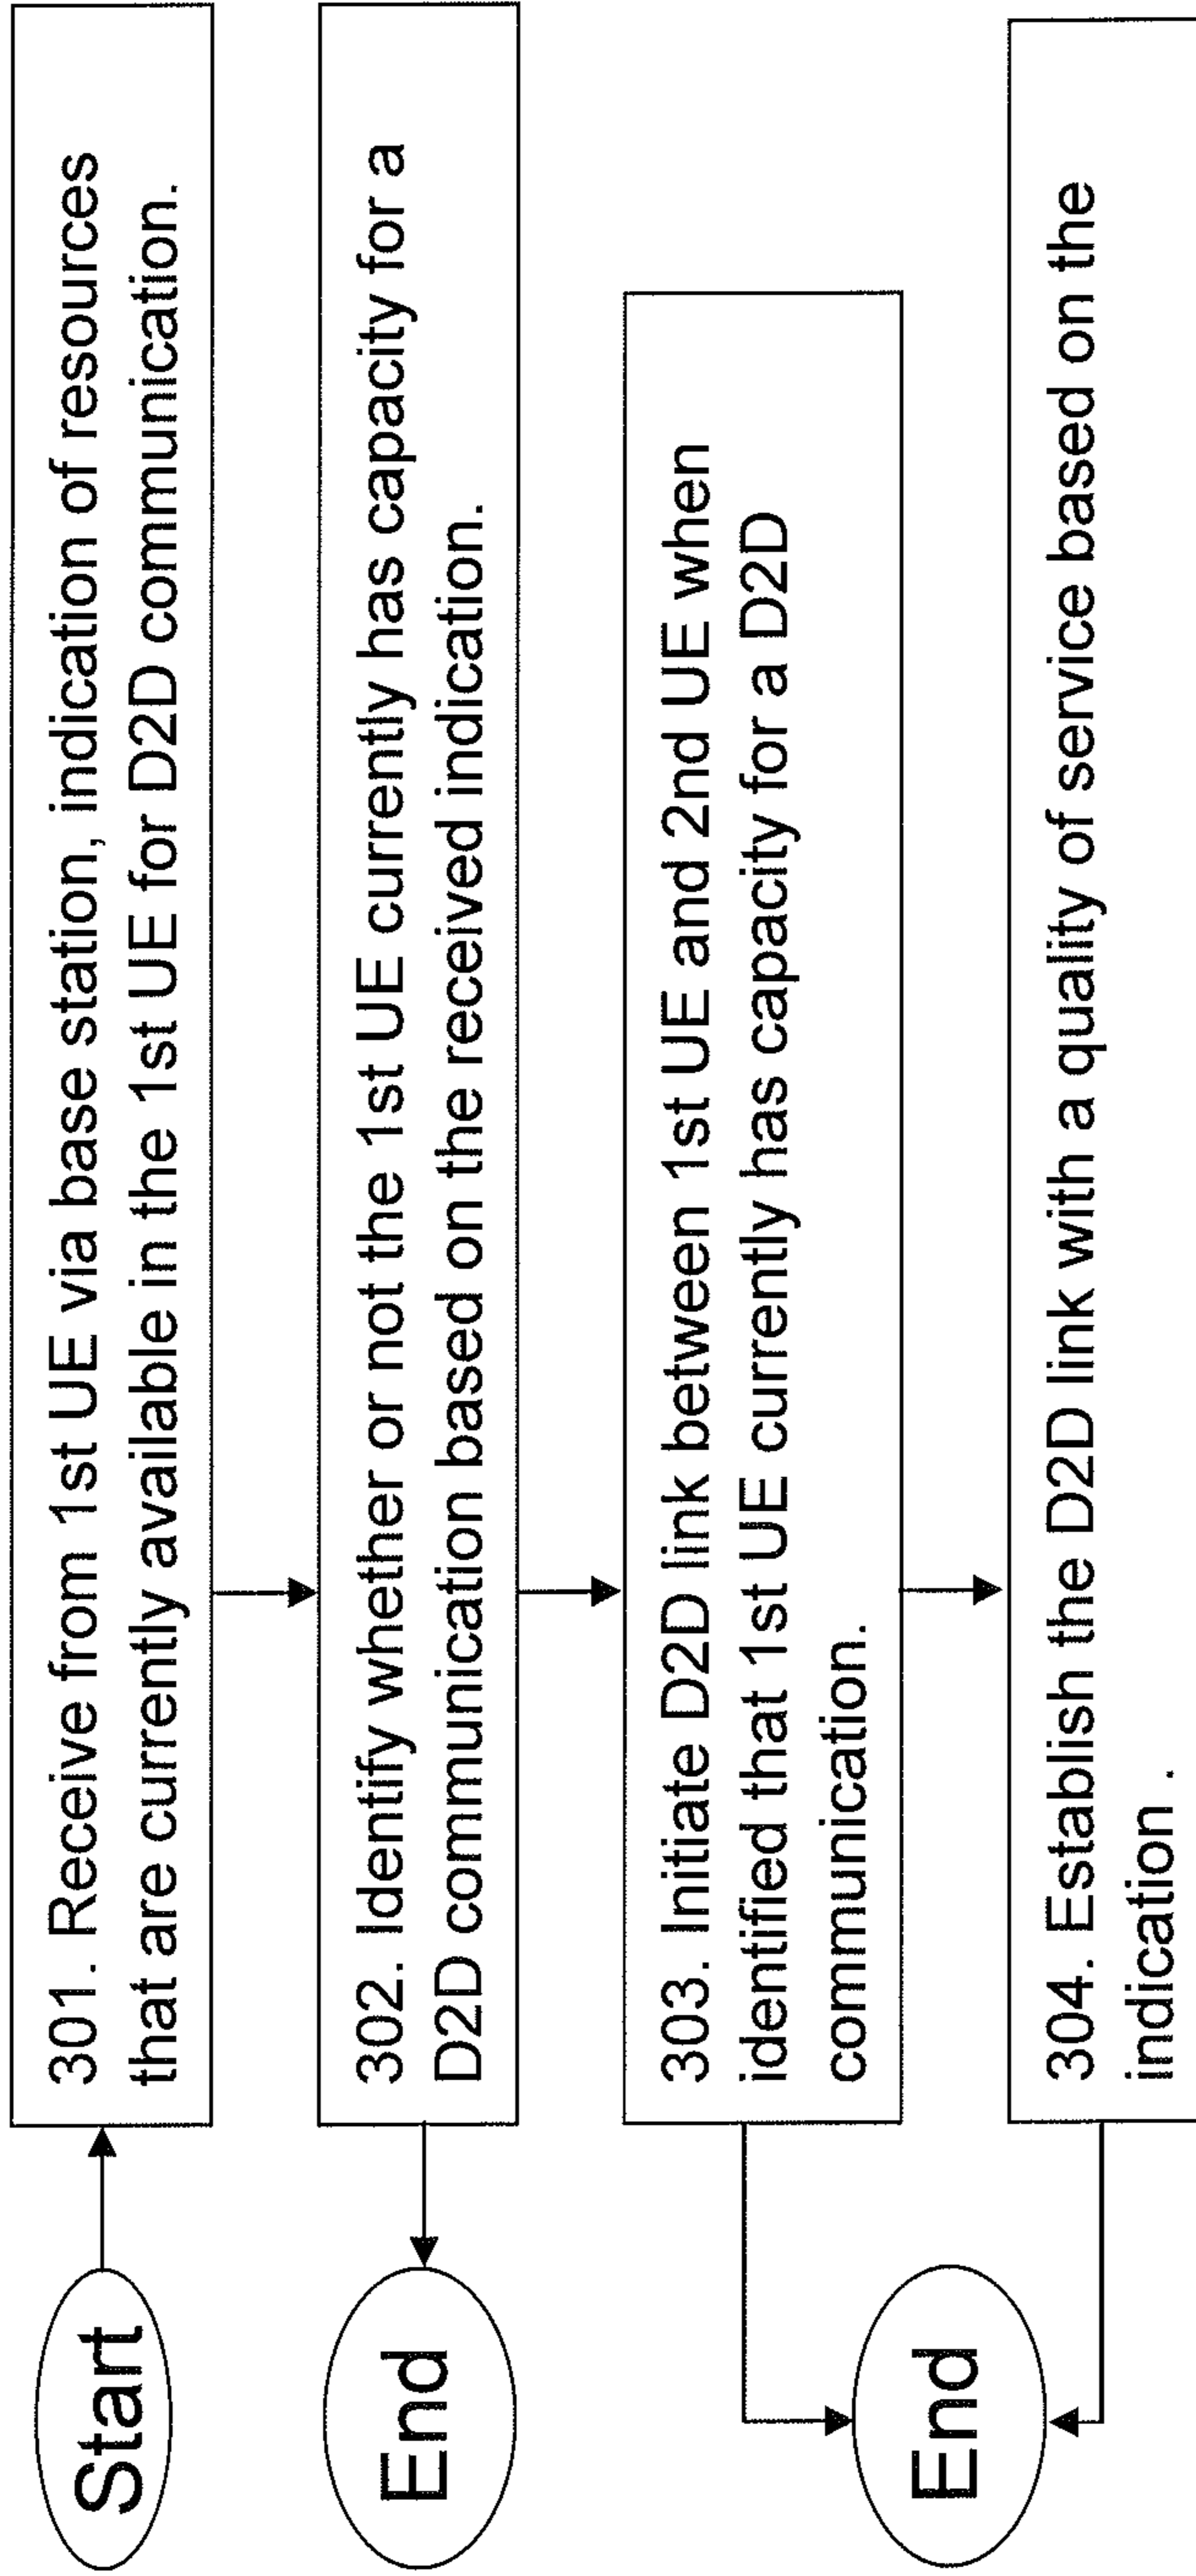 Start
301. Receive from 1st UE via base station, indication of resources
that are currently available in the 1st UE for D2D communication.
End
302. Identify whether or not the 1st UE currently has capacity for a
D2D communication based on the received indication.
303. Initiate D2D link between 1st UE and 2nd UE when
identified that 1st UE currently has capacity for a D2D
communication.
End
304. Establish the D2D link with a quality of service based on the
indication .